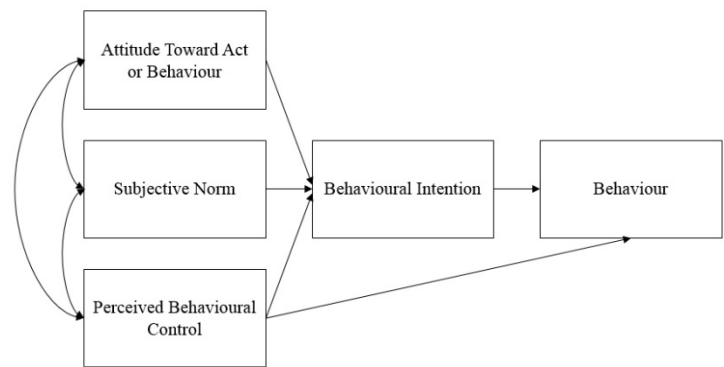 Attitude Toward Act
or Behaviour
Subjective Norm
Behavioural Intention
Behaviour
Perceived Behavioural
Control